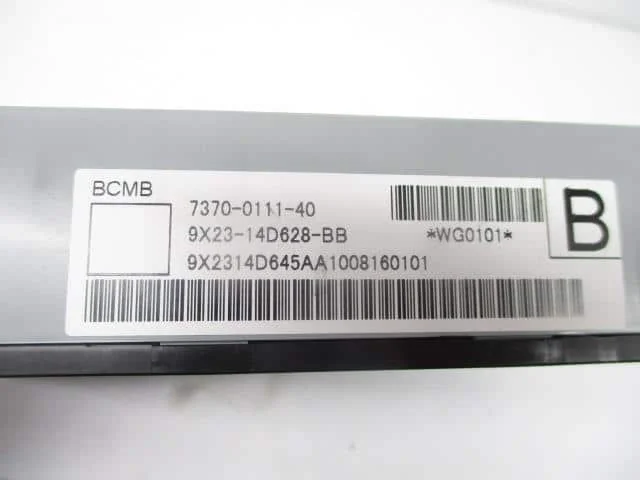 BCMB
7370-0111-40
9X23-14D628-BB
*WG0101*
B
9X2314D645AA1008160101